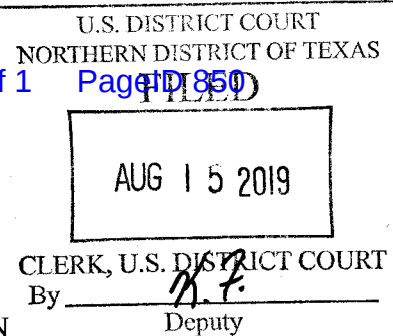 U.S. DISTRICT COURT
NORTHERN DISTRICT OF TEXAS
f 1 PageID 850
FILED
AUG 15 2019
CLERK, U.S. DISTRICT COURT
By K.F.
Deputy
N